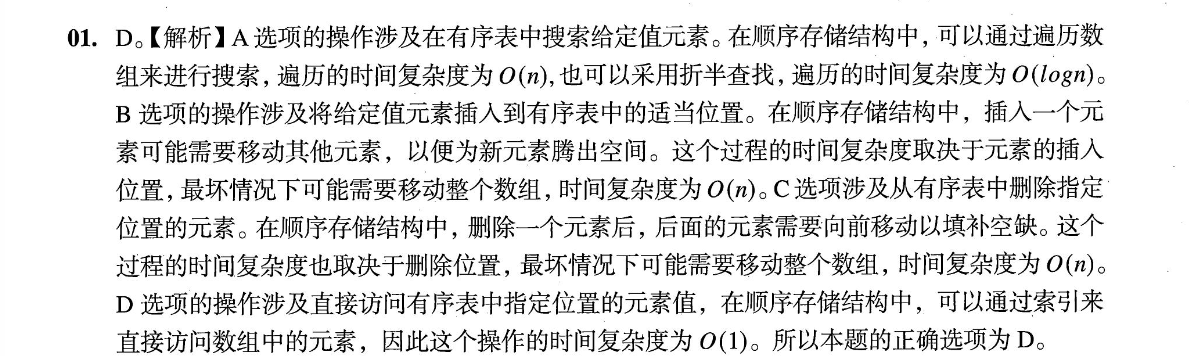 01. D。【解析】A 选项的操作涉及在有序表中搜索给定值元素。在顺序存储结构中，可以通过遍历数
组来进行搜索，遍历的时间复杂度为 O(n)，也可以采用折半查找，遍历的时间复杂度为 O(logn)。
B 选项的操作涉及将给定值元素插入到有序表中的适当位置。在顺序存储结构中，插入一个元
素可能需要移动其他元素，以便为新元素腾出空间。这个过程的时间复杂度取决于元素的插入
位置，最坏情况下可能需要移动整个数组，时间复杂度为 O(n)。C 选项涉及从有序表中删除指定
位置的元素。在顺序存储结构中，删除一个元素后，后面的元素需要向前移动以填补空缺。这个
过程的时间复杂度也取决于删除位置，最坏情况下可能需要移动整个数组，时间复杂度为 O(n)。
D 选项的操作涉及直接访问有序表中指定位置的元素值，在顺序存储结构中，可以通过索引来
直接访问数组中的元素，因此这个操作的时间复杂度为 O(1)。所以本题的正确选项为 D。